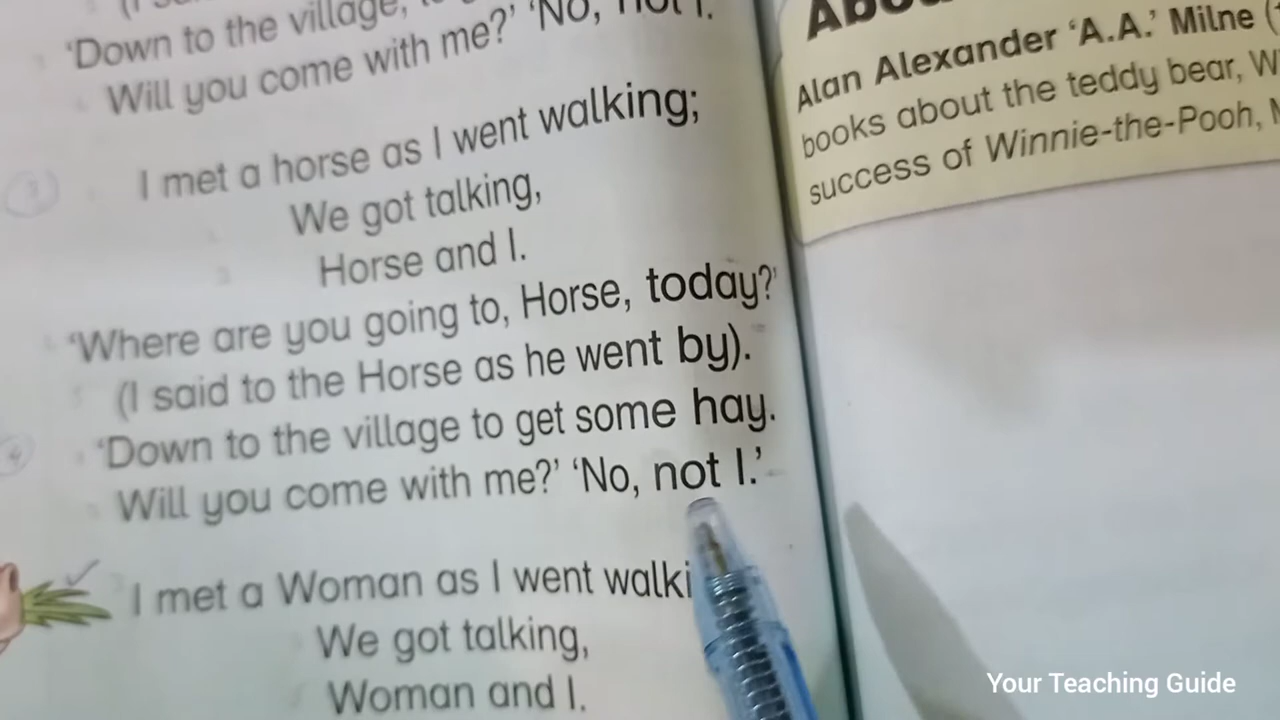 'Down to the village,
Will you come with me?' 'No, not I.
I met a horse as I went walking;
We got talking,
Horse and I.
'Where are you going to, Horse, today?'
(I said to the Horse as he went by).
'Down to the village to get some hay.
Will you come with me?' 'No, not I.'
I met a Woman as I went walki
We got talking,
Woman and I.
Alan Alexander 'A.A.' Milne (
books about the teddy bear, W
success of Winnie-the-Pooh,
Your Teaching Guide